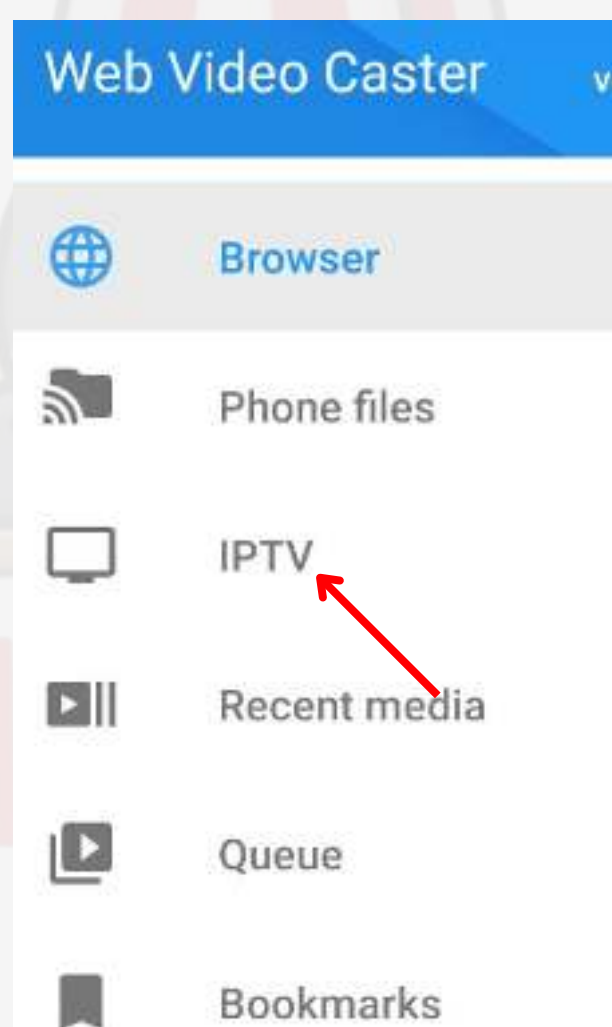 Web Video Caster v
Browser
Phone files
IPTV
Recent media
Queue
Bookmarks